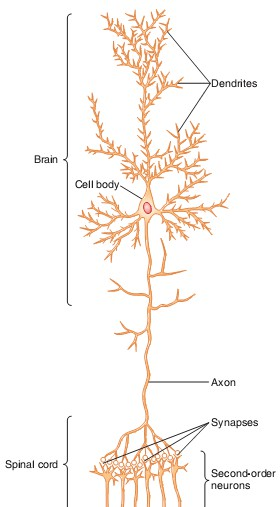 Dendrites
Brain
Cell body
Axon
Synapses
Spinal cord
Second-order
neurons